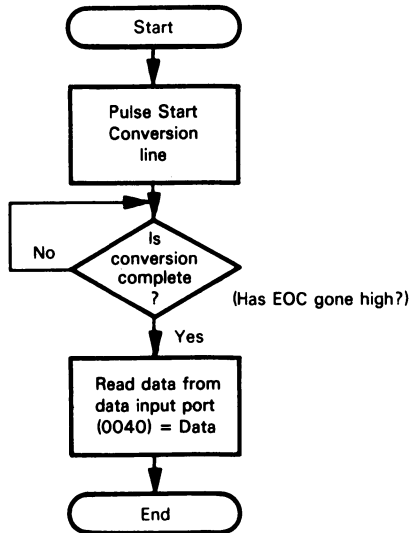 Start
Pulse Start
Conversion
line
Is
conversion
complete
?
No
(Has EOC gone high?)
Yes
Read data from
data input port
(0040) = Data
End